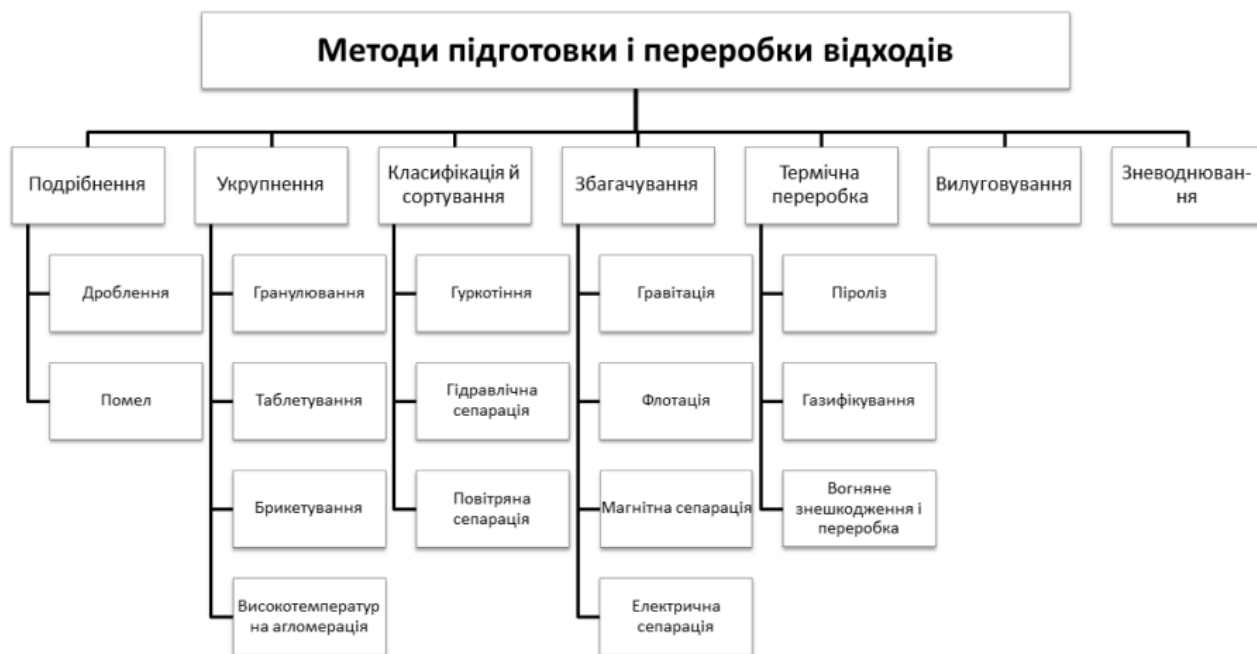 Методи підготовки і переробки відходів
Подрібнення
Укрупнення
Класифікація й
сортування
Збагачування
Термічна
переробка
Вилуговування
Зневоднюван-
ня
Дроблення
Гранулювання
Гуркотіння
Гравітація
Піроліз
Помел
Таблетування
Гідравлічна
сепарація
Флотація
Газифікування
Брикетування
Повітряна
сепарація
Магнітна сепарація
Вогняне
знешкодження і
переробка
Високотемператур
на агломерація
Електрична
сепарація